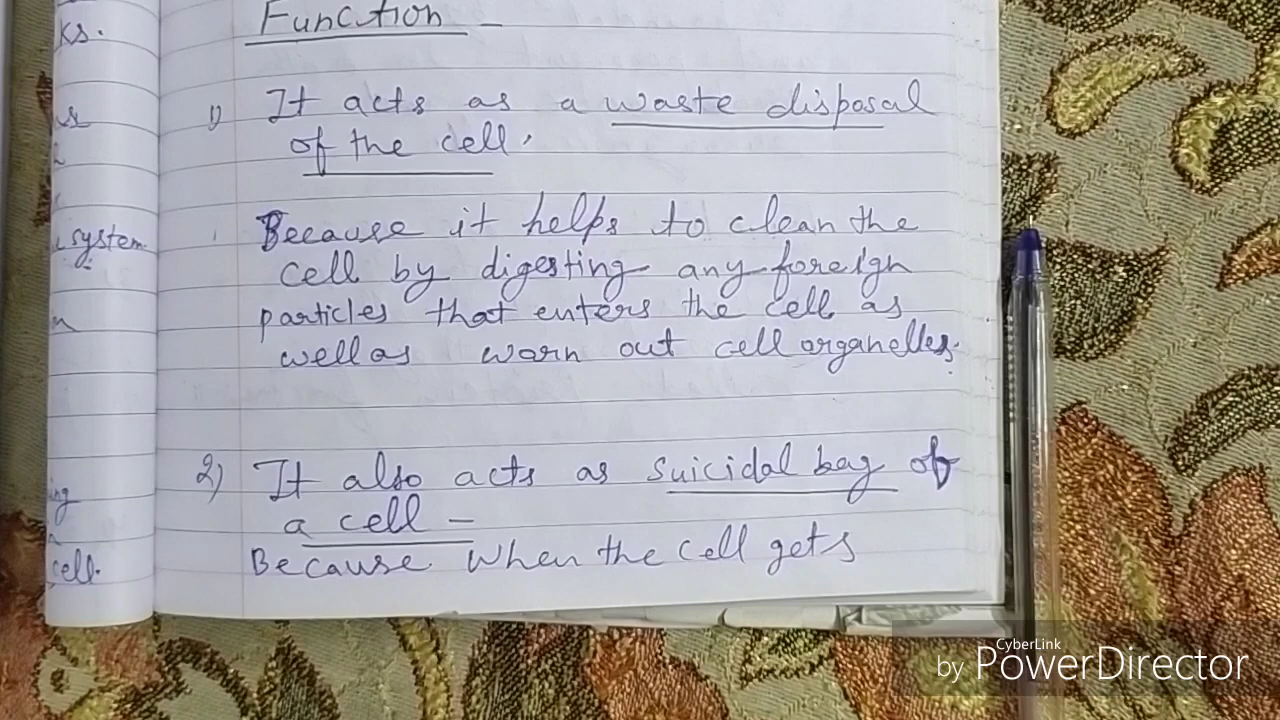 Function -
1) It acts as a waste disposal
of the cell.
Because it helps to clean the
cell by digesting any foreign
particles that enters the cell as
well as warn out cell organelles.
2) It also acts as suicidal bag of
a cell -
Because when the cell gets
ks.
system
cell.
CyberLink
by PowerDirector